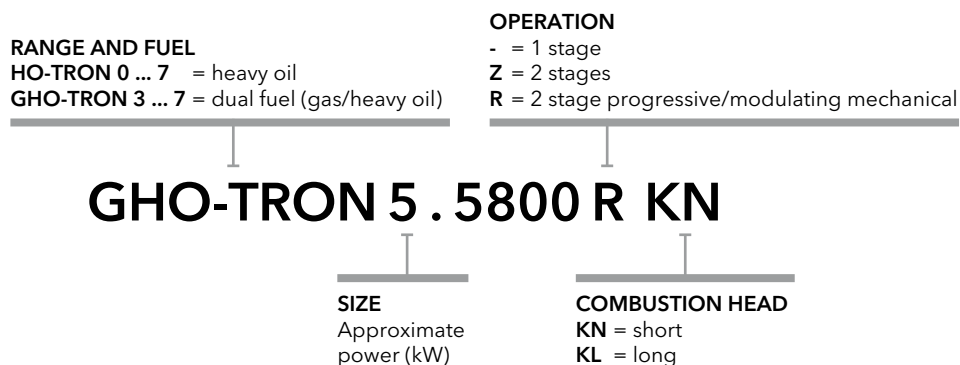 RANGE AND FUEL
HO-TRON 0 ... 7 = heavy oil
GHO-TRON 3 ... 7 = dual fuel (gas/heavy oil)
OPERATION
- = 1 stage
Z = 2 stages
R = 2 stage progressive/modulating mechanical
GHO-TRON 5 . 5800 R KN
SIZE
Approximate
power (kW)
COMBUSTION HEAD
KN = short
KL = long